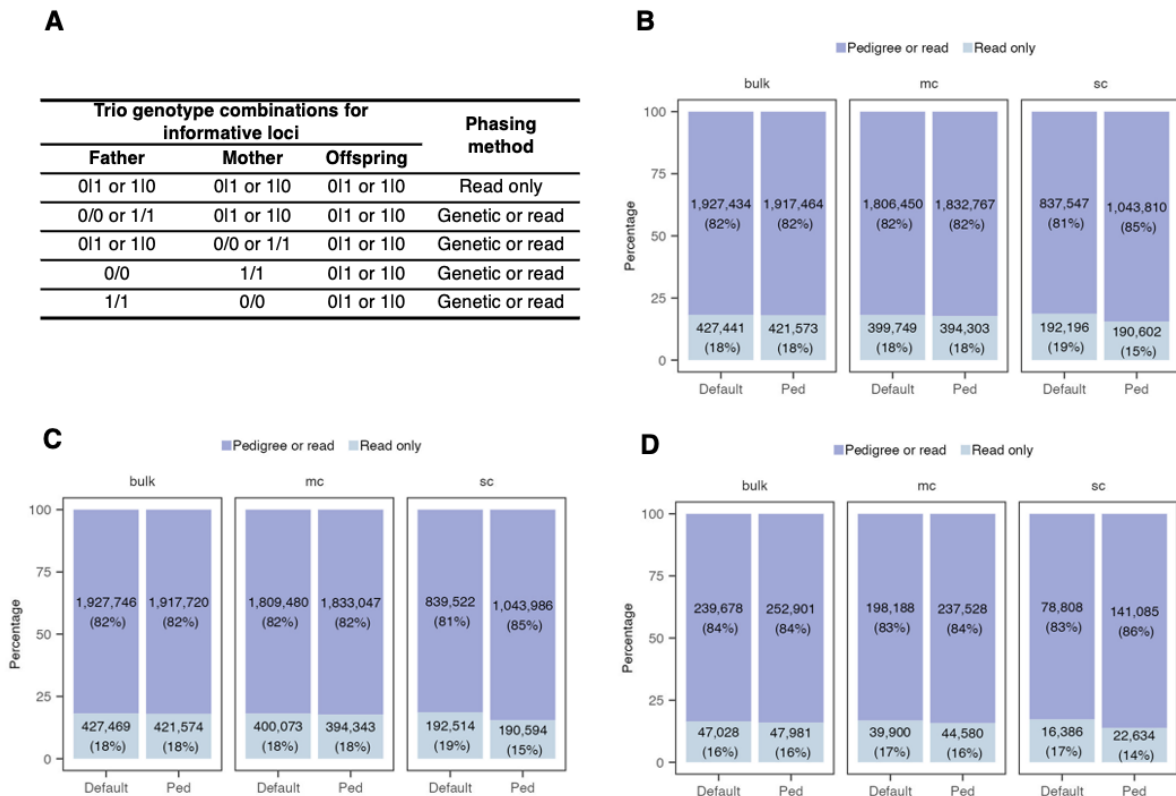 A
Trio genotype combinations for
informative loci
Phasing
method
Father Mother Offspring
0|1 or 1|0 0|1 or 1|0 0|1 or 1|0 Read only
0/0 or 1/1 0|1 or 1|0 0|1 or 1|0 Genetic or read
0|1 or 1|0 0/0 or 1/1 0|1 or 1|0 Genetic or read
0/0 1/1 0|1 or 1|0 Genetic or read
1/1 0/0 0|1 or 1|0 Genetic or read
B
Pedigree or read Read only
bulk mc sc
Percentage
100
75
50
25
0
1,927,434 1,917,464 1,806,450 1,832,767 837,547 1,043,810
(82%) (82%) (82%) (82%) (81%) (85%)
427,441 421,573 399,749 394,303 192,196 190,602
(18%) (18%) (18%) (18%) (19%) (15%)
Default Ped Default Ped Default Ped
C
Pedigree or read Read only
bulk mc sc
Percentage
100
75
50
25
0
1,927,746 1,917,720 1,809,480 1,833,047 839,522 1,043,986
(82%) (82%) (82%) (82%) (81%) (85%)
427,469 421,574 400,073 394,343 192,514 190,594
(18%) (18%) (18%) (18%) (19%) (15%)
Default Ped Default Ped Default Ped
D
Pedigree or read Read only
bulk mc sc
Percentage
100
75
50
25
0
239,678 252,901 198,188 237,528 78,808 141,085
(84%) (84%) (83%) (84%) (83%) (86%)
47,028 47,981 39,900 44,580 16,386 22,634
(16%) (16%) (17%) (16%) (17%) (14%)
Default Ped Default Ped Default Ped